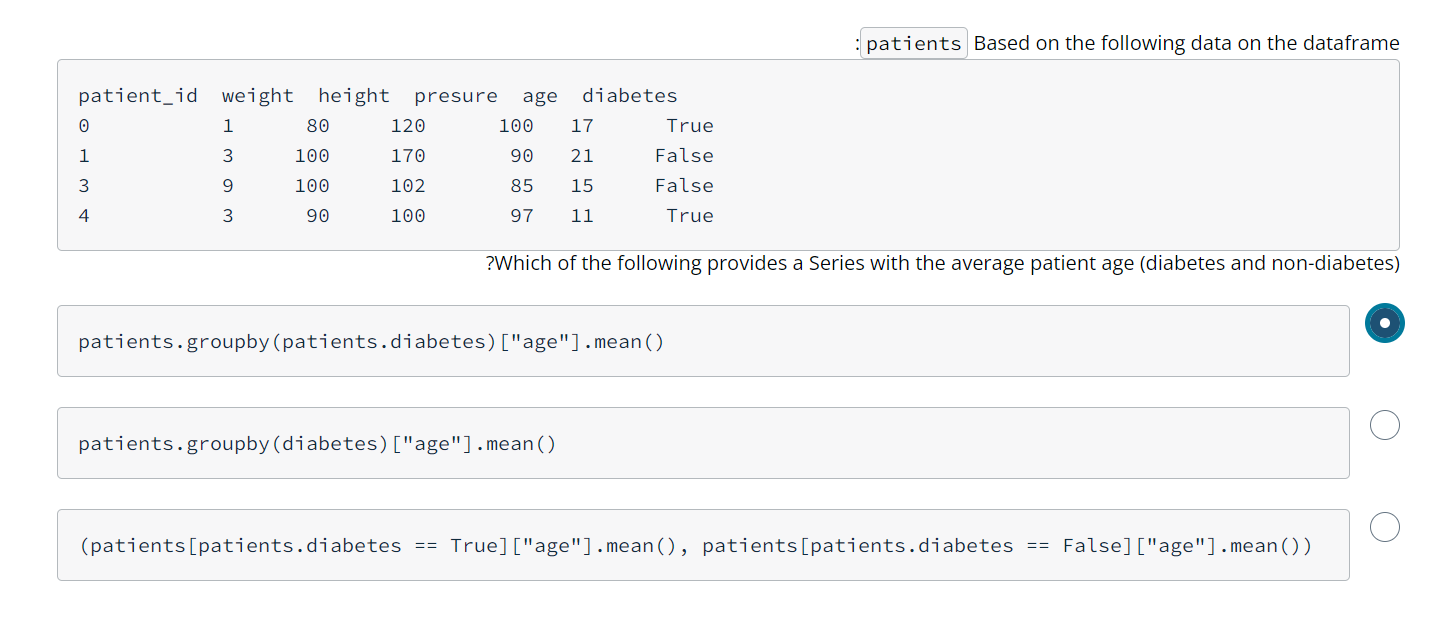 :patients Based on the following data on the dataframe
patient_id  weight  height  presure  age  diabetes
0           1      80     120      100   17      True
1           3     100     170       90   21     False
3           9     100     102       85   15     False
4           3      90     100       97   11      True
?Which of the following provides a Series with the average patient age (diabetes and non-diabetes)
patients.groupby(patients.diabetes)["age"].mean()
patients.groupby(diabetes)["age"].mean()
(patients[patients.diabetes == True]["age"].mean(), patients[patients.diabetes == False]["age"].mean())